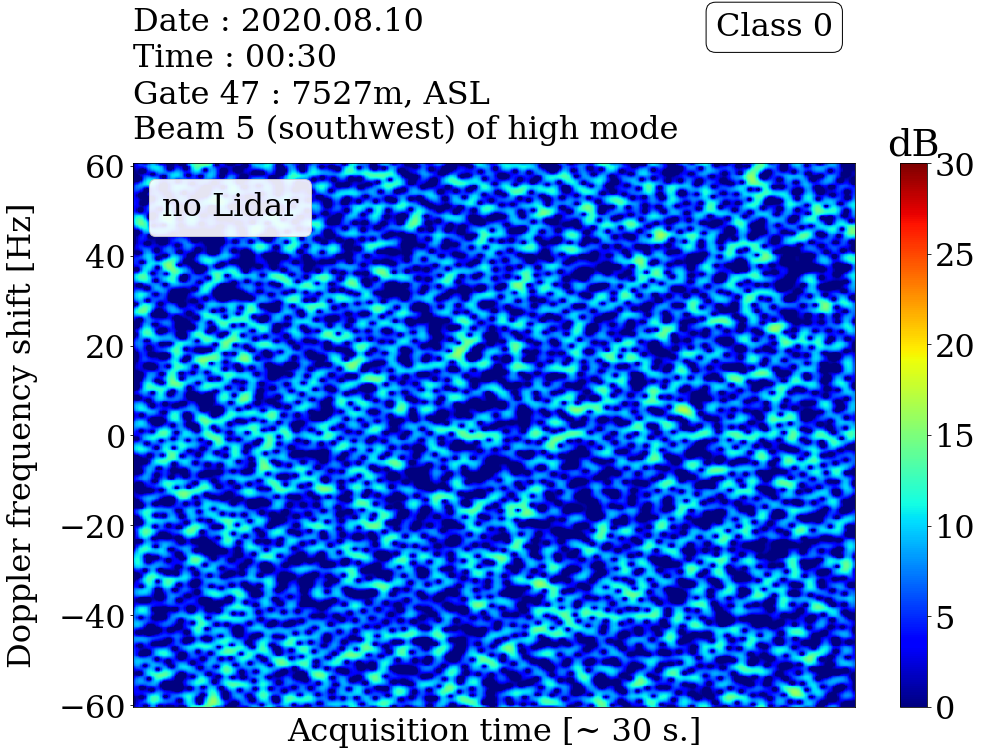 Date : 2020.08.10
Time : 00:30
Gate 47 : 7527m, ASL
Beam 5 (southwest) of high mode
Class 0
dB
no Lidar
Doppler frequency shift [Hz]
60
40
20
0
−20
−40
−60
Acquisition time [~ 30 s.]
30
25
20
15
10
5
0